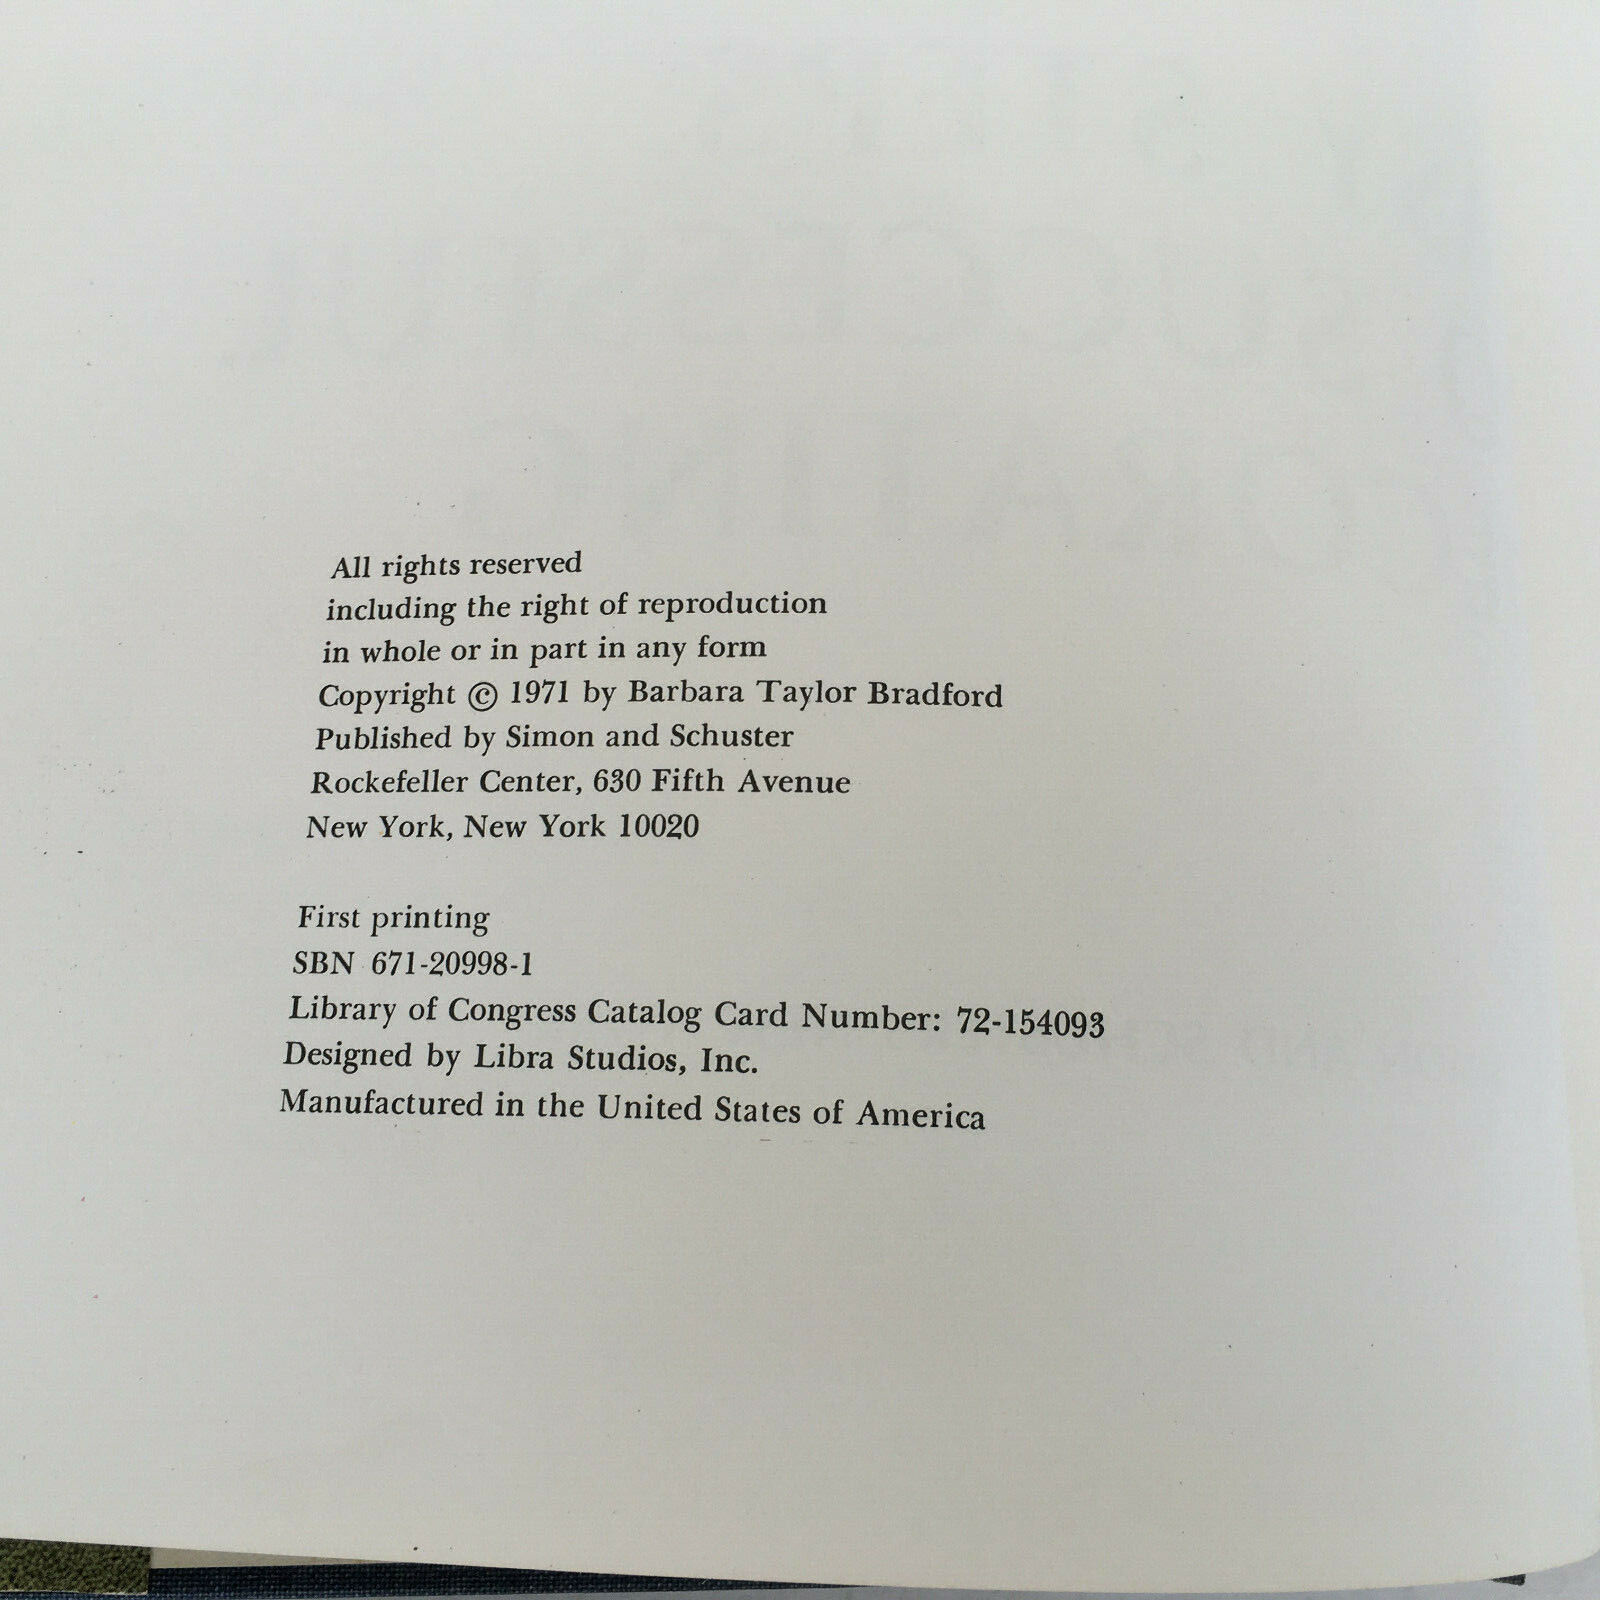 All rights reserved
including the right of reproduction
in whole or in part in any form
Copyright © 1971 by Barbara Taylor Bradford
Published by Simon and Schuster
Rockefeller Center, 630 Fifth Avenue
New York, New York 10020
First printing
SBN 671-20998-1
Library of Congress Catalog Card Number: 72-154093
Designed by Libra Studios, Inc.
Manufactured in the United States of America